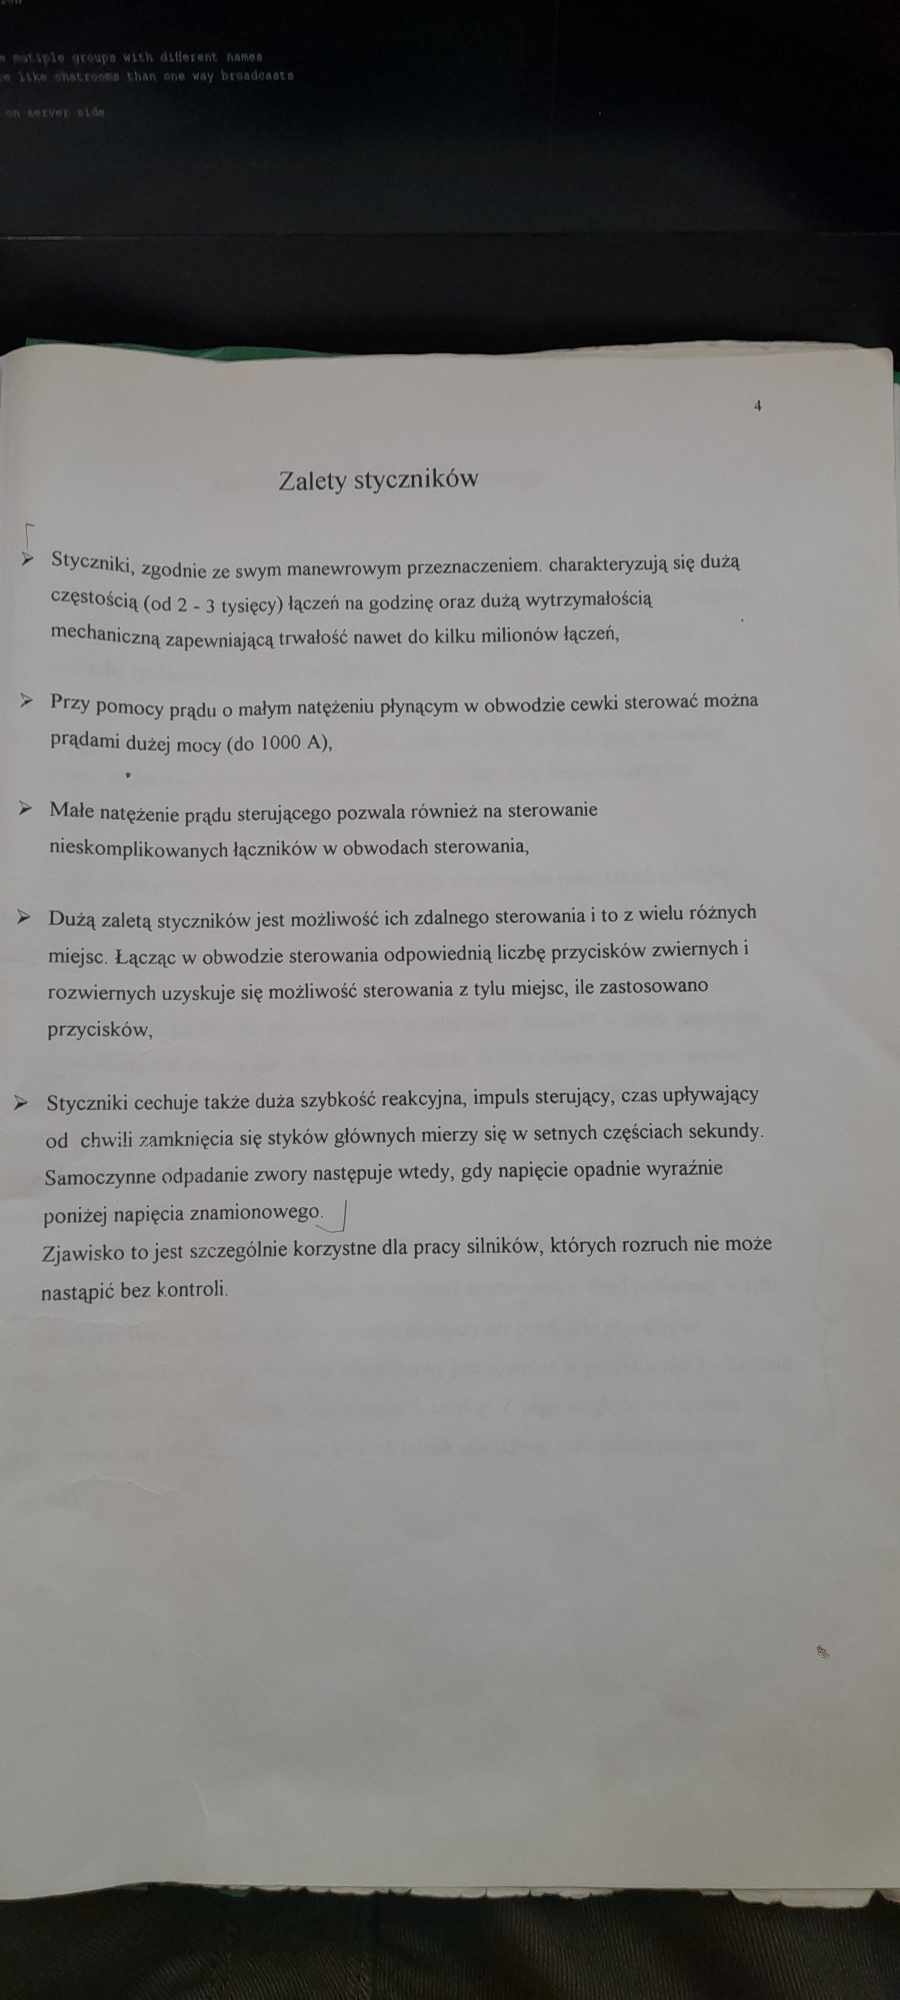 mutiple groups with different names
like chatrooms than one way broadcasts
on server side
4
Zalety styczników
➢ Styczniki, zgodnie ze swym manewrowym przeznaczeniem. charakteryzują się dużą
częstością (od 2 - 3 tysięcy) łączeń na godzinę oraz dużą wytrzymałością
mechaniczną zapewniającą trwałość nawet do kilku milionów łączeń,
➢ Przy pomocy prądu o małym natężeniu płynącym w obwodzie cewki sterować można
prądami dużej mocy (do 1000 A),
➢ Małe natężenie prądu sterującego pozwala również na sterowanie
nieskomplikowanych łączników w obwodach sterowania,
➢ Dużą zaletą styczników jest możliwość ich zdalnego sterowania i to z wielu różnych
miejsc. Łącząc w obwodzie sterowania odpowiednią liczbę przycisków zwiernych i
rozwiernych uzyskuje się możliwość sterowania z tylu miejsc, ile zastosowano
przycisków,
➢ Styczniki cechuje także duża szybkość reakcyjna, impuls sterujący, czas upływający
od chwili zamknięcia się styków głównych mierzy się w setnych częściach sekundy.
Samoczynne odpadanie zwory następuje wtedy, gdy napięcie opadnie wyraźnie
poniżej napięcia znamionowego.
Zjawisko to jest szczególnie korzystne dla pracy silników, których rozruch nie może
nastąpić bez kontroli.